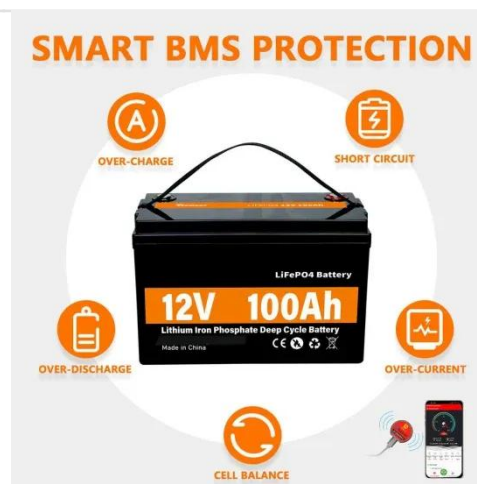 SMART BMS PROTECTION
OVER-CHARGE
SHORT CIRCUIT
LiFePO4 Battery
12V 100Ah
Lithium Iron Phosphate Deep Cycle Battery
Made in China
CE
OVER-DISCHARGE
OVER-CURRENT
CELL BALANCE